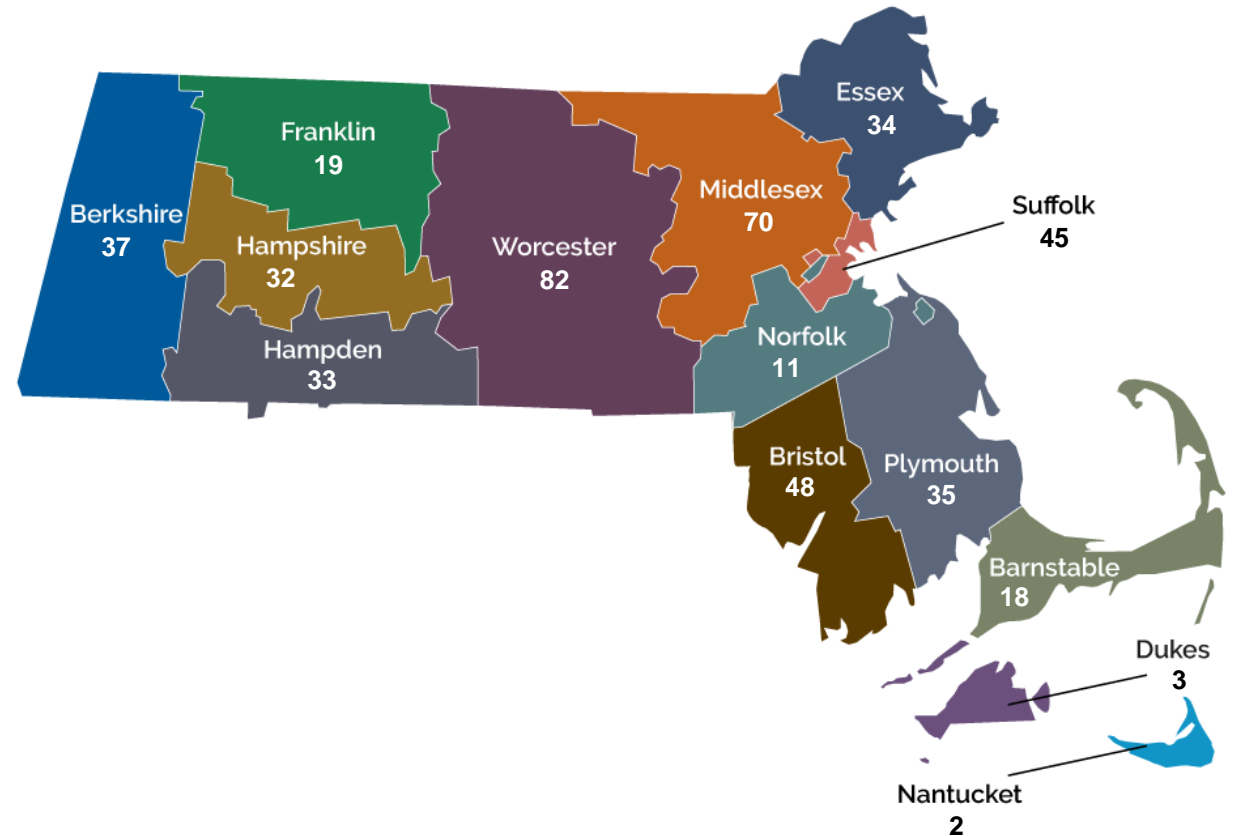 Essex
34
Franklin
19
Middlesex
70
Suffolk
45
Berkshire
37
Hampshire
32
Worcester
82
Norfolk
11
Hampden
33
Bristol
48
Plymouth
35
Barnstable
18
Dukes
3
Nantucket
2